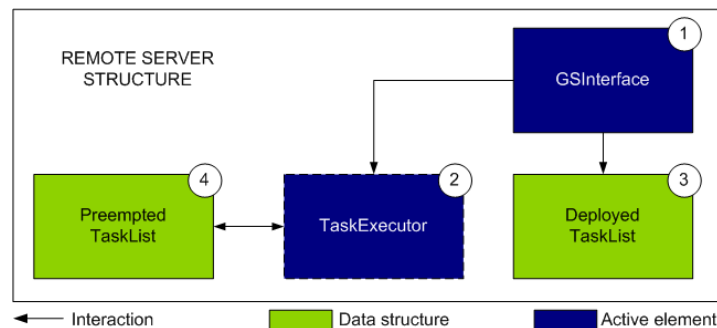 REMOTE SERVER
STRUCTURE
1
GSInterface
4
Preempted
TaskList
2
TaskExecutor
3
Deployed
TaskList
Interaction
Data structure
Active element